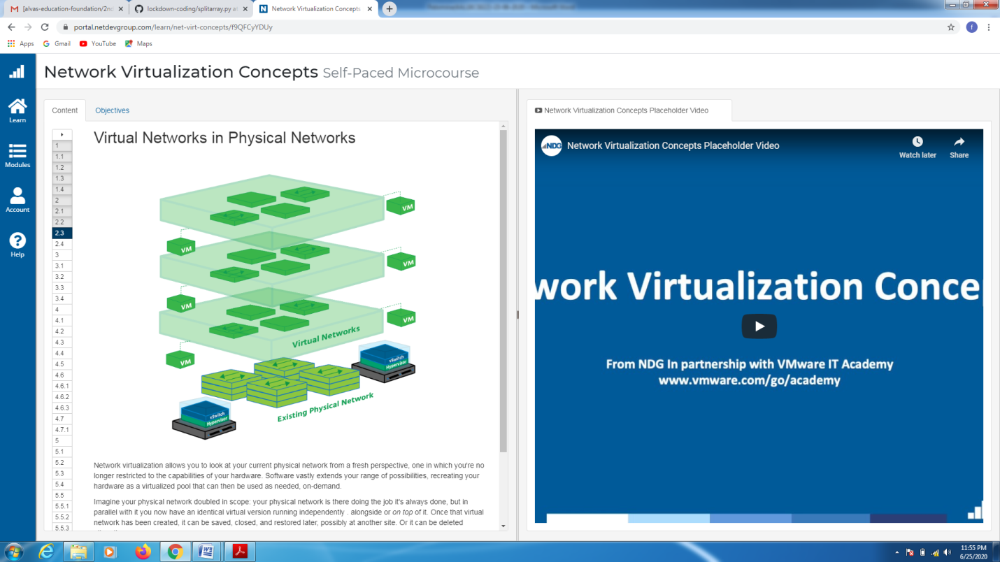 [alvas-education-foundation/2nd
lockdown-coding/splitarray.py at
Network Virtualization Concepts
portal.netdevgroup.com/learn/net-virt-concepts/f9QFCyYDUy
f
Apps
Gmail
YouTube
Maps
Network Virtualization Concepts Self-Paced Microcourse
Learn
Modules
Account
Help
Content
Objectives
1
1.1
1.2
1.3
1.4
2
2.1
2.2
2.3
2.4
3
3.1
3.2
3.3
3.4
4
4.1
4.2
4.3
4.4
4.5
4.6
4.6.1
4.6.2
4.6.3
4.7
4.7.1
5
5.1
5.2
5.3
5.4
5.5
5.5.1
5.5.2
5.5.3
Virtual Networks in Physical Networks
VM
VM
VM
VM
VM
VM
Virtual Networks
vSwitch
Hypervisor
Existing Physical Network
vSwitch
Hypervisor
Network virtualization allows you to look at your current physical network from a fresh perspective, one in which you're no
longer restricted to the capabilities of your hardware. Software vastly extends your range of possibilities, recreating your
hardware as a virtualized pool that can then be used as needed, on-demand.
Imagine your physical network doubled in scope: your physical network is there doing the job it's always done, but in
parallel with it you now have an identical virtual version running independently . alongside or on top of it. Once that virtual
network has been created, it can be saved, closed, and restored later, possibly at another site. Or it can be deleted
Network Virtualization Concepts Placeholder Video
NDG
Network Virtualization Concepts Placeholder Video
Watch later
Share
work Virtualization Conce
From NDG In partnership with VMware IT Academy
www.vmware.com/go/academy
11:55 PM
6/25/2020